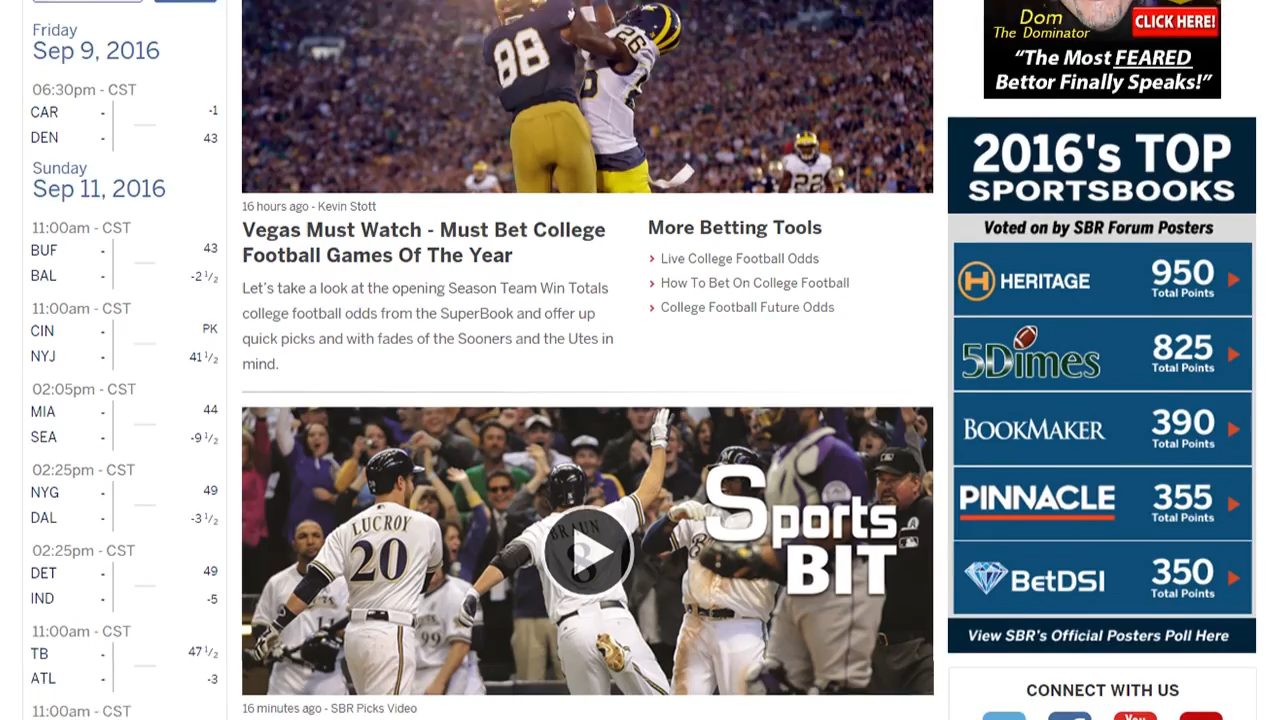 Friday
Sep 9, 2016
06:30pm - CST
CAR - -1
DEN - 43
Sunday
Sep 11, 2016
11:00am - CST
BUF - 43
BAL - -2 1/2
11:00am - CST
CIN - PK
NYJ - 41 1/2
02:05pm - CST
MIA - 44
SEA - -9 1/2
02:25pm - CST
NYG - 49
DAL - -3 1/2
02:25pm - CST
DET - 49
IND - -5
11:00am - CST
TB - 47 1/2
ATL - -3
11:00am - CST
88
26
22
16 hours ago - Kevin Stott
Vegas Must Watch - Must Bet College
Football Games Of The Year
Let's take a look at the opening Season Team Win Totals
college football odds from the SuperBook and offer up
quick picks and with fades of the Sooners and the Utes in
mind.
More Betting Tools
> Live College Football Odds
> How To Bet On College Football
> College Football Future Odds
LUCROY
20
BRAUN
8
99
Sports
BIT
16 minutes ago - SBR Picks Video
Dom
The Dominator
CLICK HERE!
“The Most FEARED
Bettor Finally Speaks!”
2016's TOP
SPORTSBOOKS
Voted on by SBR Forum Posters
H HERITAGE 950
Total Points
5Dimes 825
Total Points
BOOKMAKER 390
Total Points
PINNACLE 355
Total Points
BetDSI 350
Total Points
View SBR's Official Posters Poll Here
CONNECT WITH US
You